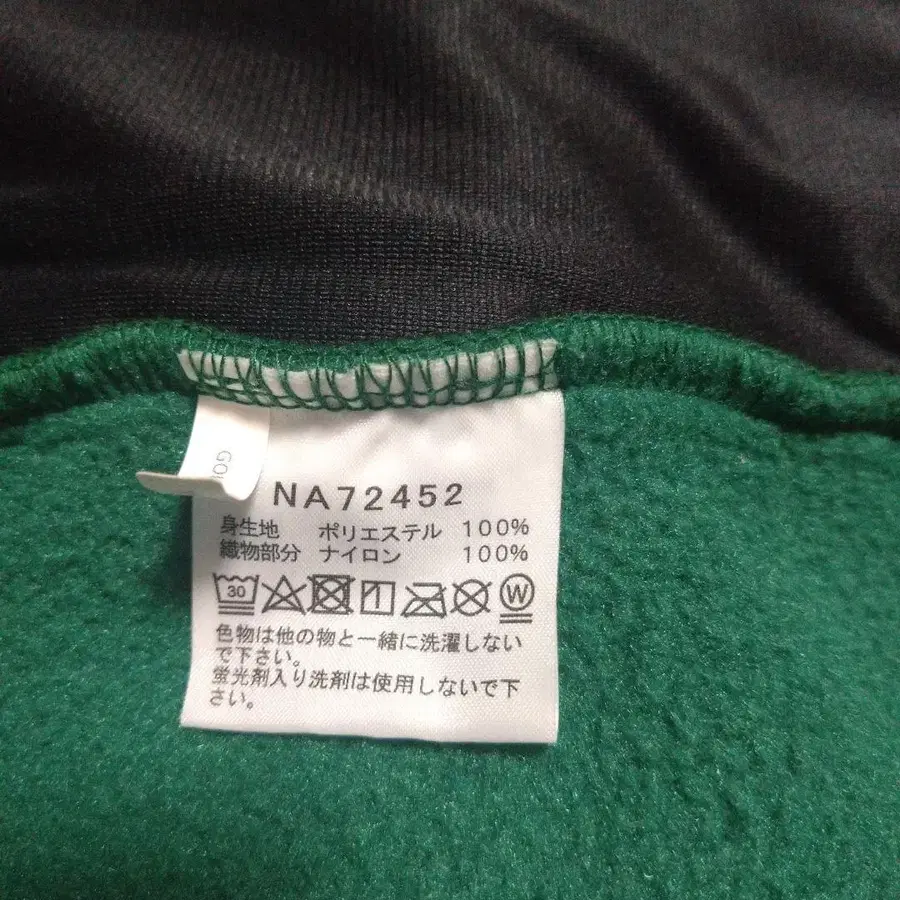 GO
NA72452
身生地 ポリエステル 100%
織物部分 ナイロン 100%
30
W
色物は他の物と一緒に洗濯しない
で下さい。
蛍光剤入り洗剤は使用しないで下
さい。